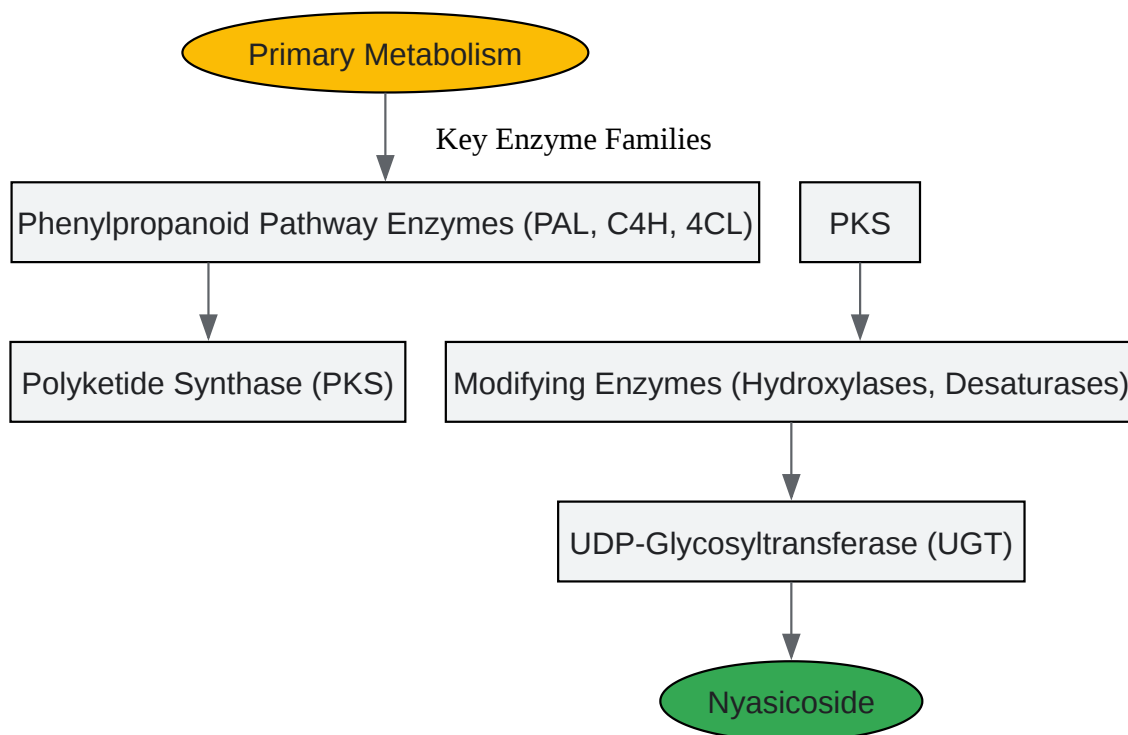 Primary Metabolism
Key Enzyme Families
Phenylpropanoid Pathway Enzymes (PAL, C4H, 4CL)
PKS
Polyketide Synthase (PKS)
Modifying Enzymes (Hydroxylases, Desaturases)
UDP-Glycosyltransferase (UGT)
Nyasicoside